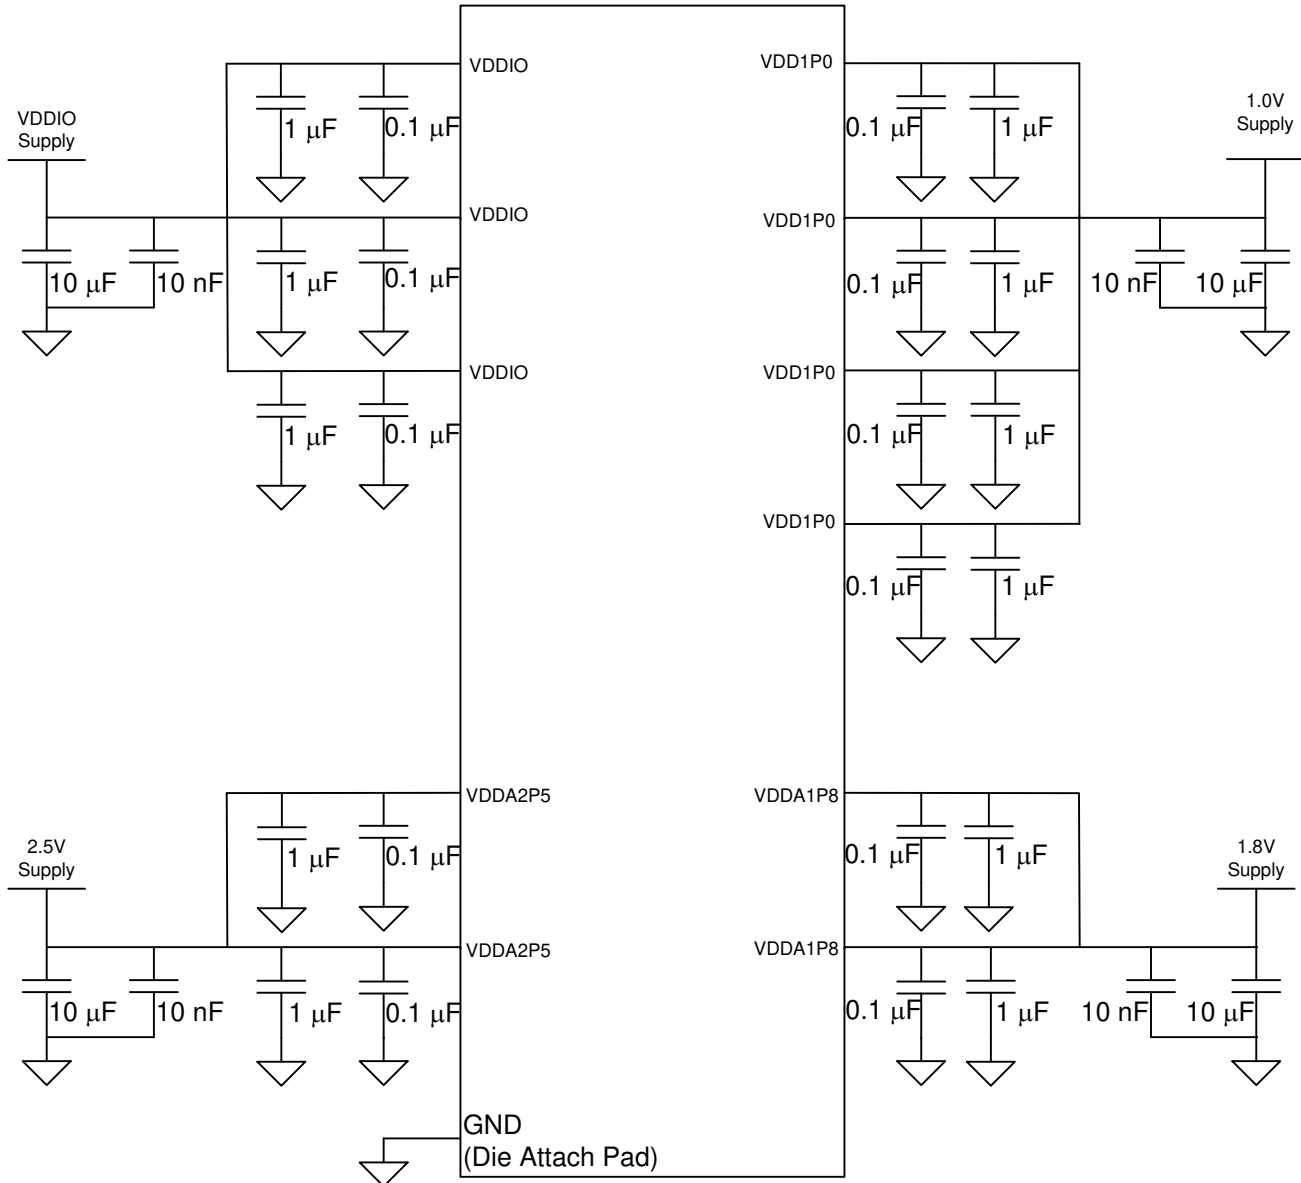 VDDIO
VDD1P0
1 μF
0.1 μF
0.1 μF
1 μF
VDDIO
Supply
1.0V
Supply
VDDIO
VDD1P0
10 μF
10 nF
1 μF
0.1 μF
0.1 μF
1 μF
10 nF
10 μF
VDDIO
VDD1P0
1 μF
0.1 μF
0.1 μF
1 μF
VDD1P0
0.1 μF
1 μF
VDDA2P5
VDDA1P8
1 μF
0.1 μF
0.1 μF
1 μF
2.5V
Supply
1.8V
Supply
VDDA2P5
VDDA1P8
10 μF
10 nF
1 μF
0.1 μF
0.1 μF
1 μF
10 nF
10 μF
GND
(Die Attach Pad)